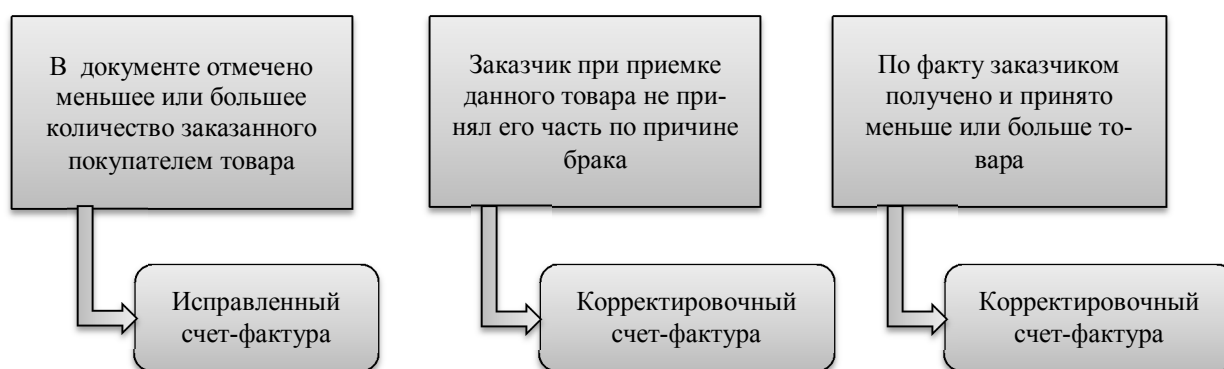 В документе отмечено
меньшее или большее
количество заказанного
покупателем товара
Заказчик при приемке
данного товара не при-
нял его часть по причине
брака
По факту заказчиком
получено и принято
меньше или больше то-
вара
Исправленный
счет-фактура
Корректировочный
счет-фактура
Корректировочный
счет-фактура